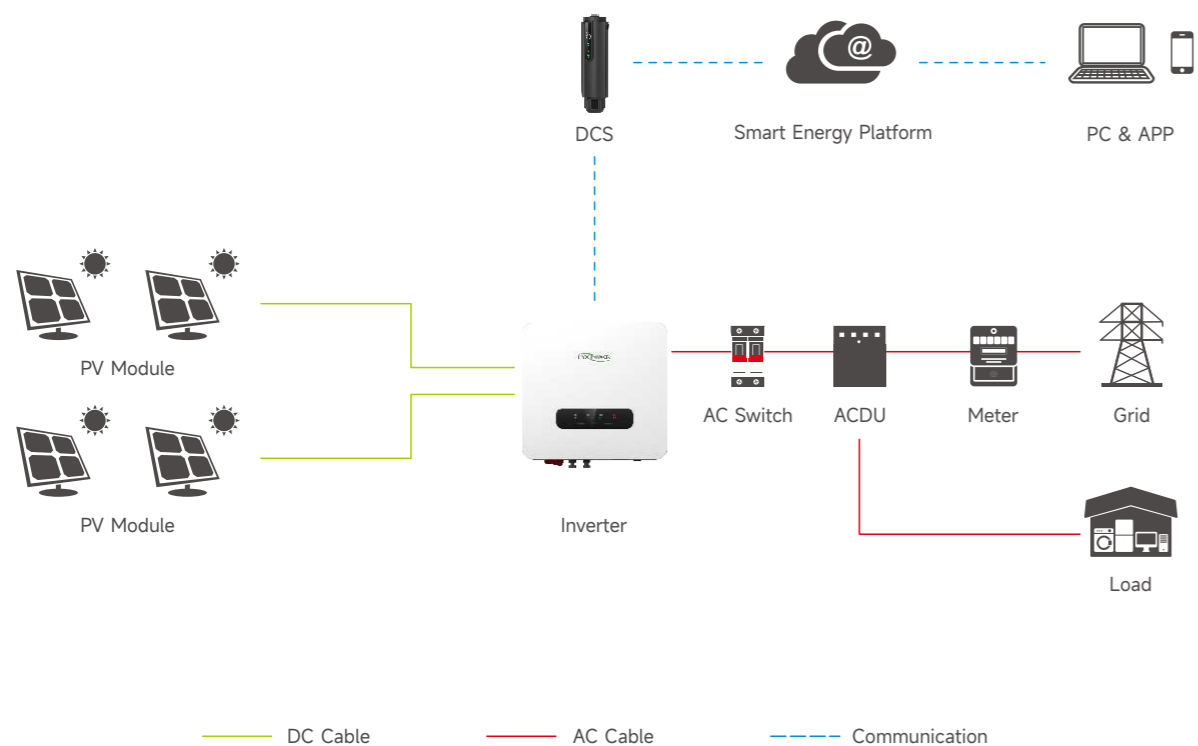 DCS
Smart Energy Platform
PC & APP
@
PV Module
PV Module
Inverter
AC Switch
ACDU
Meter
Grid
Load
DC Cable
AC Cable
Communication